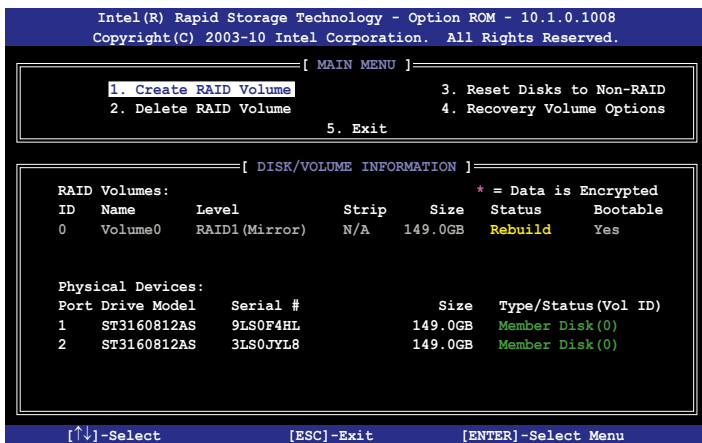 Intel(R) Rapid Storage Technology - Option ROM - 10.1.0.1008
Copyright(C) 2003-10 Intel Corporation. All Rights Reserved.
[ MAIN MENU ]
1. Create RAID Volume 3. Reset Disks to Non-RAID
2. Delete RAID Volume 4. Recovery Volume Options
5. Exit
[ DISK/VOLUME INFORMATION ]
RAID Volumes: * = Data is Encrypted
ID Name Level Strip Size Status Bootable
0 Volume0 RAID1(Mirror) N/A 149.0GB Rebuild Yes
Physical Devices:
Port Drive Model Serial # Size Type/Status(Vol ID)
1 ST3160812AS 9LS0F4HL 149.0GB Member Disk(0)
2 ST3160812AS 3LS0JYL8 149.0GB Member Disk(0)
[↑↓]-Select [ESC]-Exit [ENTER]-Select Menu